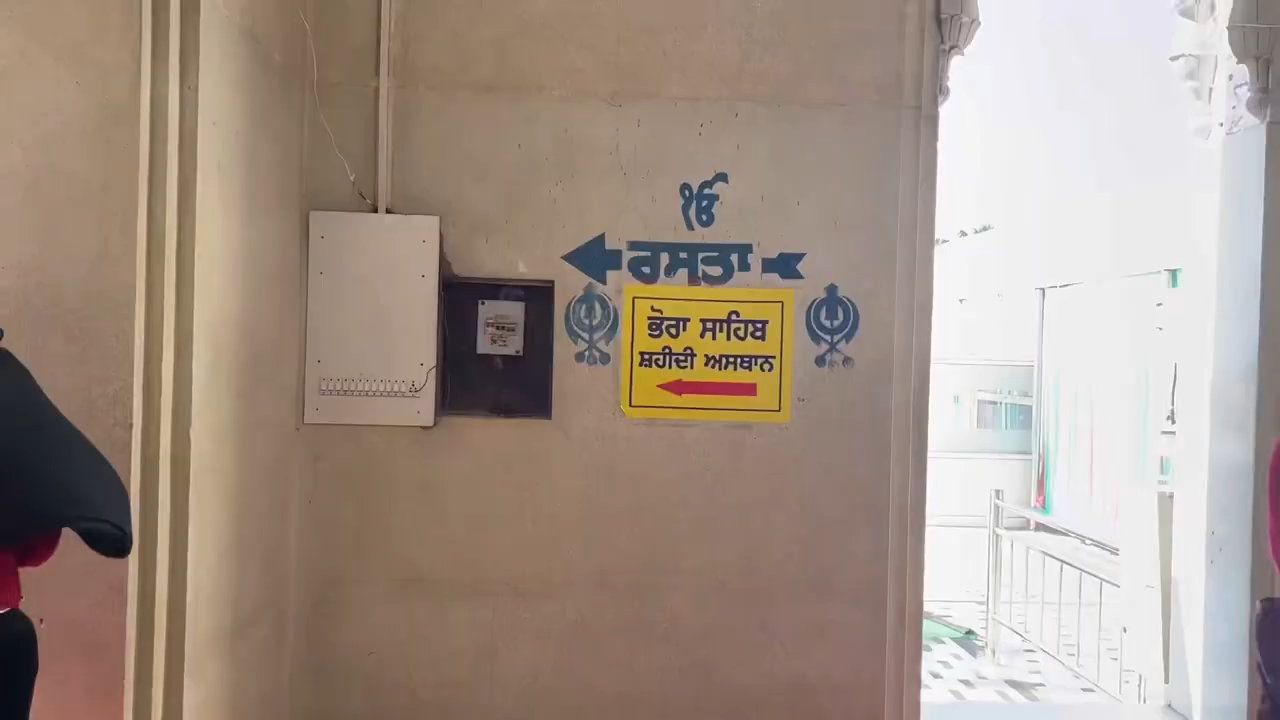 ੴ
ਰਸਤਾ
ਭੋਰਾ ਸਾਹਿਬ
ਸ਼ਹੀਦੀ ਅਸਥਾਨ